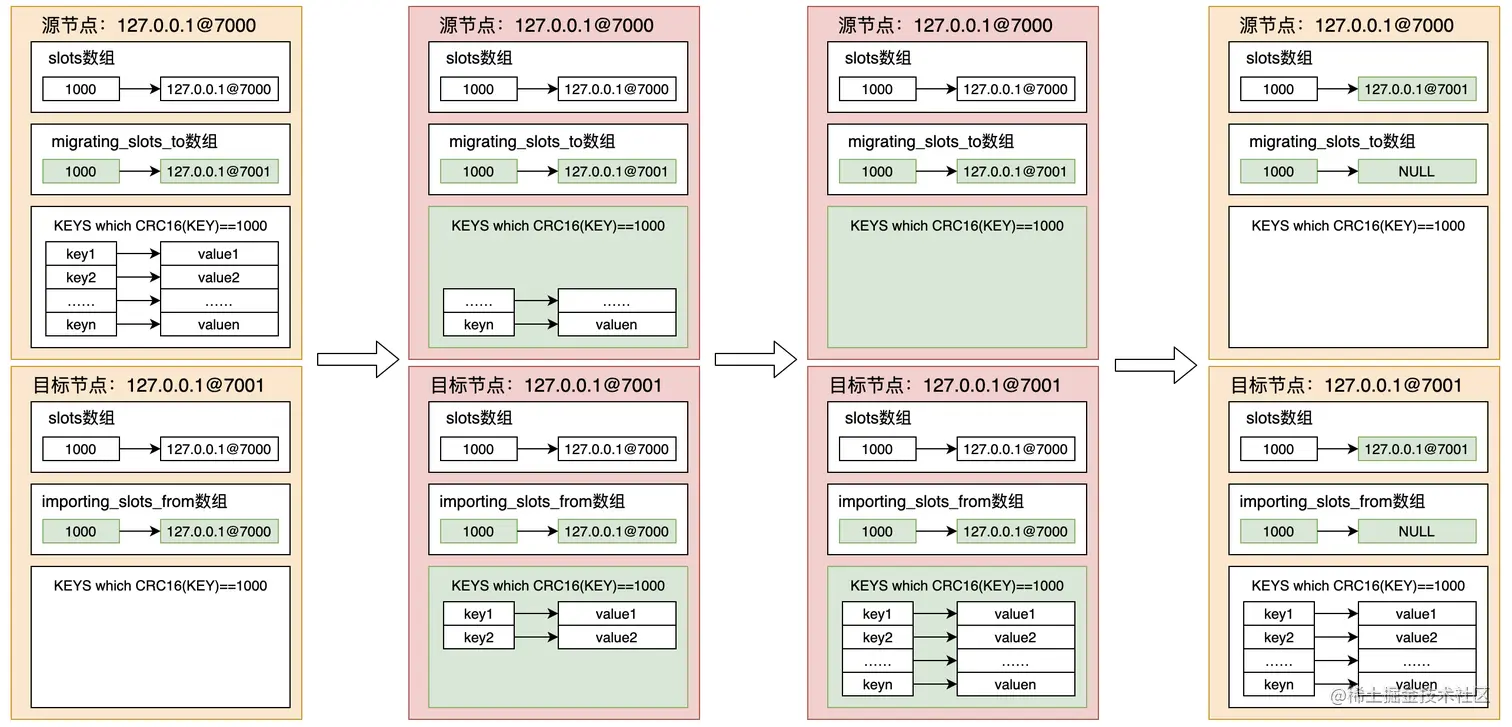 源节点：127.0.0.1@7000
slots数组
1000
127.0.0.1@7000
migrating_slots_to数组
1000
127.0.0.1@7001
KEYS which CRC16(KEY)==1000
key1
value1
key2
value2
……
……
keyn
valuen
目标节点：127.0.0.1@7001
slots数组
1000
127.0.0.1@7000
importing_slots_from数组
1000
127.0.0.1@7000
KEYS which CRC16(KEY)==1000
源节点：127.0.0.1@7000
slots数组
1000
127.0.0.1@7000
migrating_slots_to数组
1000
127.0.0.1@7001
KEYS which CRC16(KEY)==1000
……
……
keyn
valuen
目标节点：127.0.0.1@7001
slots数组
1000
127.0.0.1@7000
importing_slots_from数组
1000
127.0.0.1@7000
KEYS which CRC16(KEY)==1000
key1
value1
key2
value2
源节点：127.0.0.1@7000
slots数组
1000
127.0.0.1@7000
migrating_slots_to数组
1000
127.0.0.1@7001
KEYS which CRC16(KEY)==1000
目标节点：127.0.0.1@7001
slots数组
1000
127.0.0.1@7000
importing_slots_from数组
1000
127.0.0.1@7000
KEYS which CRC16(KEY)==1000
key1
value1
key2
value2
……
……
keyn
valuen
源节点：127.0.0.1@7000
slots数组
1000
127.0.0.1@7001
migrating_slots_to数组
1000
NULL
KEYS which CRC16(KEY)==1000
目标节点：127.0.0.1@7001
slots数组
1000
127.0.0.1@7001
importing_slots_from数组
1000
NULL
KEYS which CRC16(KEY)==1000
key1
value1
key2
value2
……
……
keyn
valuen
@稀土掘金技术社区